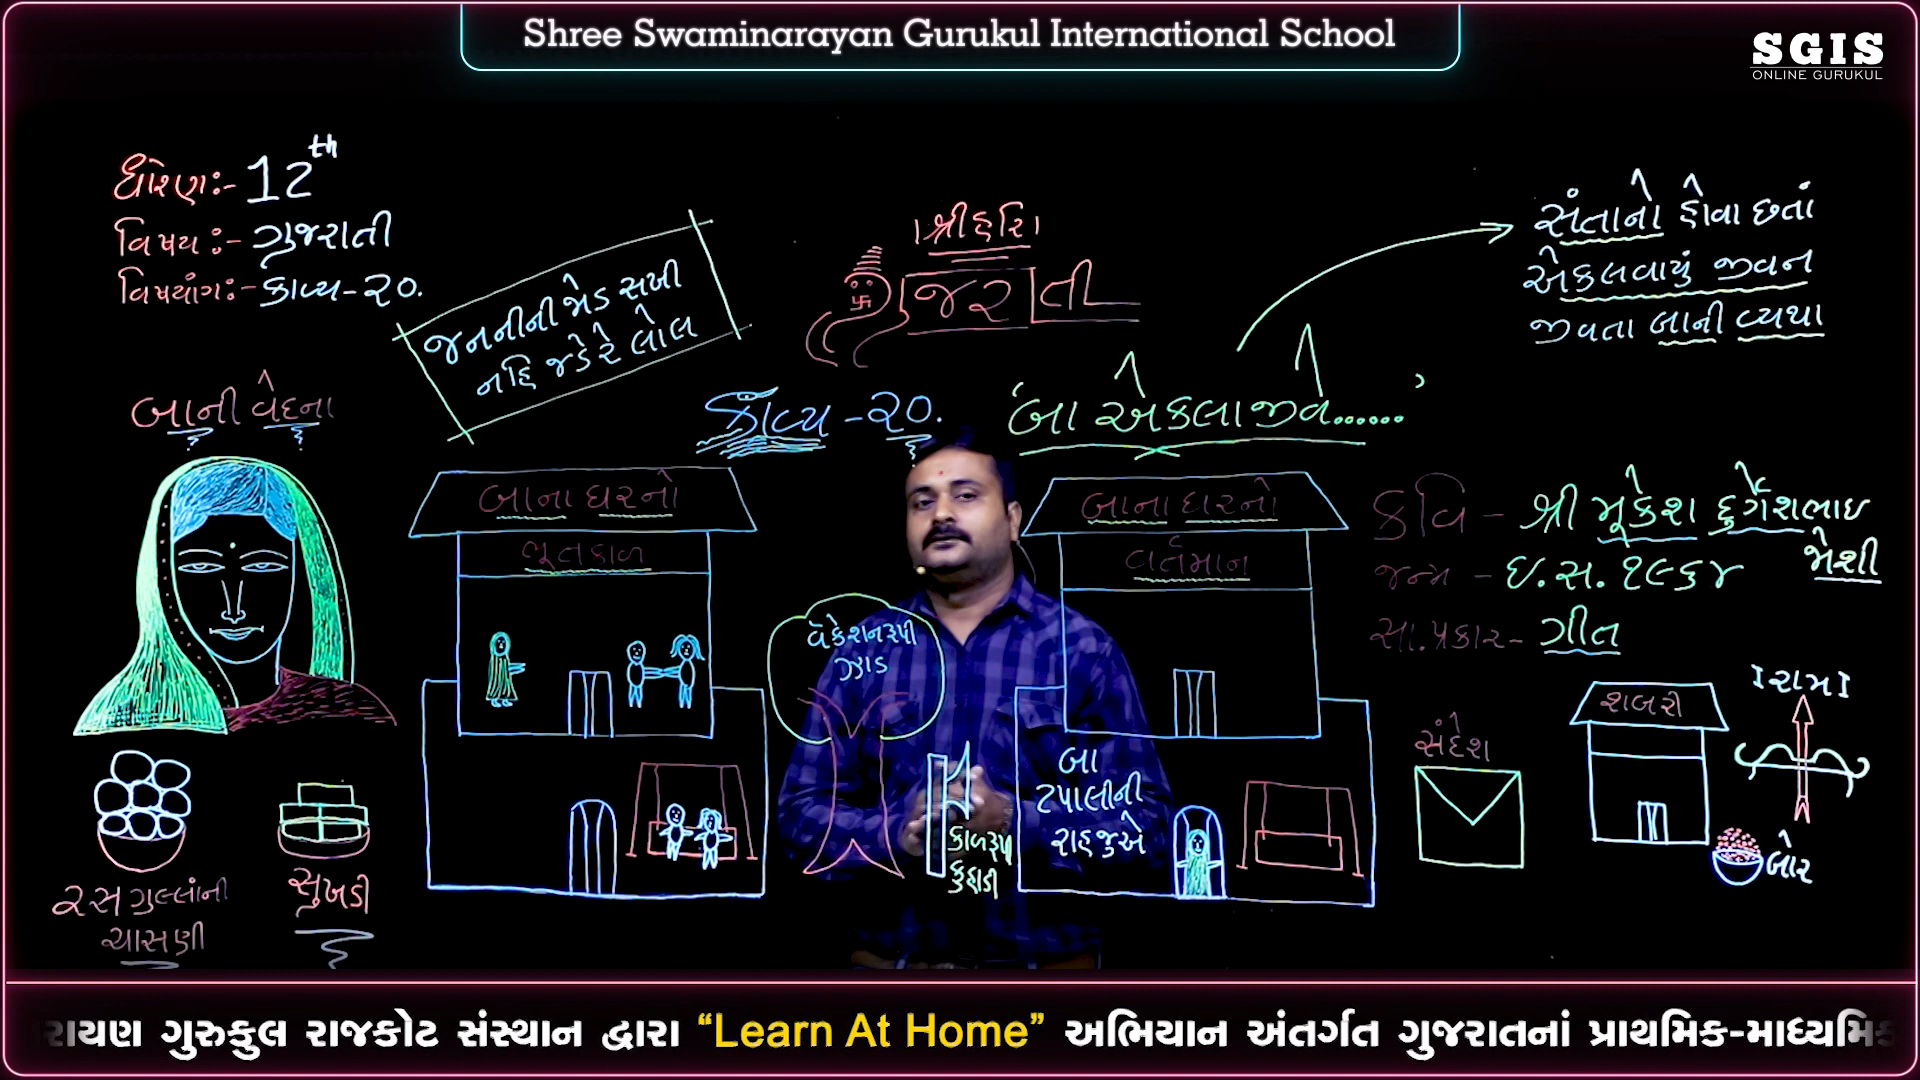 Shree Swaminarayan Gurukul International School
SGIS
ONLINE GURUKUL
ધોરણઃ- 12th
વિષયઃ- ગુજરાતી
વિષયાંગઃ- કાવ્ય-૨૦.
જનનીની જોડ સખી
નહિ જડે રે લોલ
।શ્રીહરિ।
જરતી
કાવ્ય-૨૦. 'બા એકલા જીવે......'
સંતાનો હોવા છતાં
એકલવાયું જીવન
જીવતા બાની વ્યથા
બાની વેદના
બાના ઘરનો
ભૂતકાળ
બાના ઘરનો
વર્તમાન
કવિ - શ્રી મૂકેશ દુર્ગેશભાઇ
જોશી
જન્મ - ઇ.સ. ૧૯૬૪
સા.પ્રકાર- ગીત
વૅકેશનરૂપી
ઝાડ
કાળરૂપી
કુહાડી
બા
ટપાલીની
રાહ જુએ
સંદેશ
શબરી
।રામ।
બોર
રસગુલ્લાંની
ચાસણી
સુખડી
રાયણ ગુરુકુલ રાજકોટ સંસ્થાન દ્વારા “Learn At Home” અભિયાન અંતર્ગત ગુજરાતનાં પ્રાથમિક-માધ્યમિક